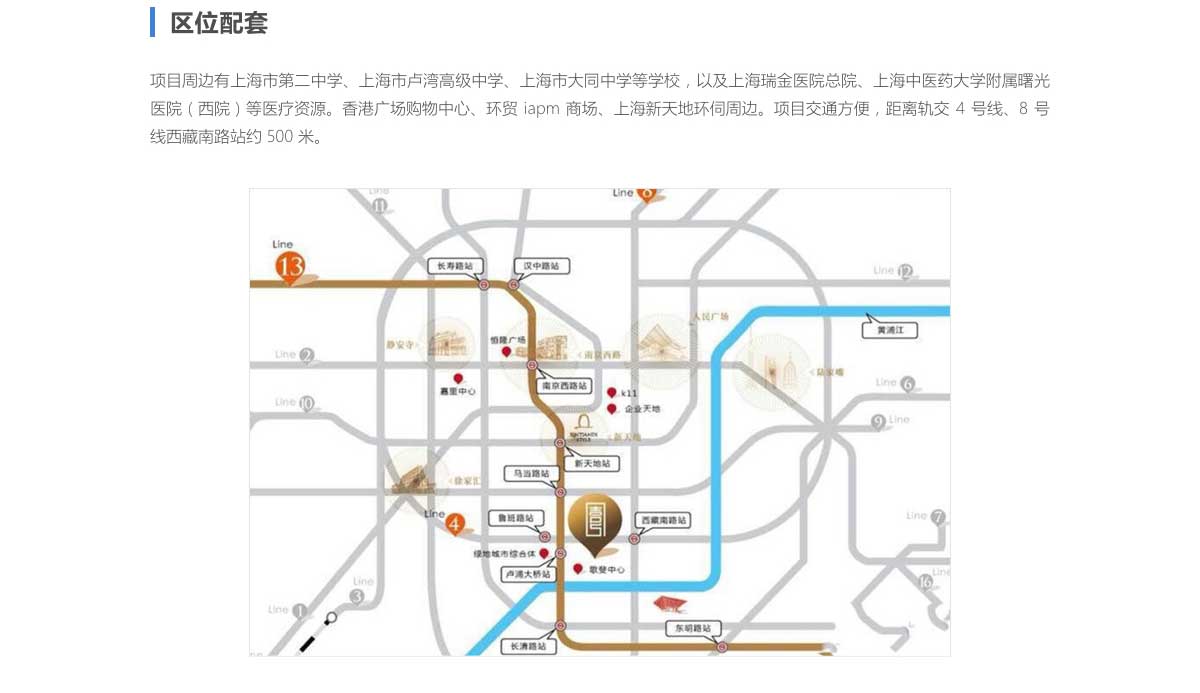 区位配套
项目周边有上海市第二中学、上海市卢湾高级中学、上海市大同中学等学校，以及上海瑞金医院总院、上海中医药大学附属曙光
医院（西院）等医疗资源。香港广场购物中心、环贸 iapm 商场、上海新天地环伺周边。项目交通方便，距离轨交 4 号线、8 号
线西藏南路站约 500 米。
Line
11
Line 8
Line
13
长寿路站
汉中路站
Line 12
人民广场
黄浦江
静安寺
恒隆广场
南京西路
Line 2
陆家嘴
南京西路站
嘉里中心
k11
企业天地
Line 6
Line 10
9 Line
新天地
新天地站
马当路站
徐家汇
Line
4
鲁班路站
西藏南路站
Line 7
绿地城市综合体
卢浦大桥站
歌斐中心
Line
16
Line
3
Line 1
东明路站
长清路站